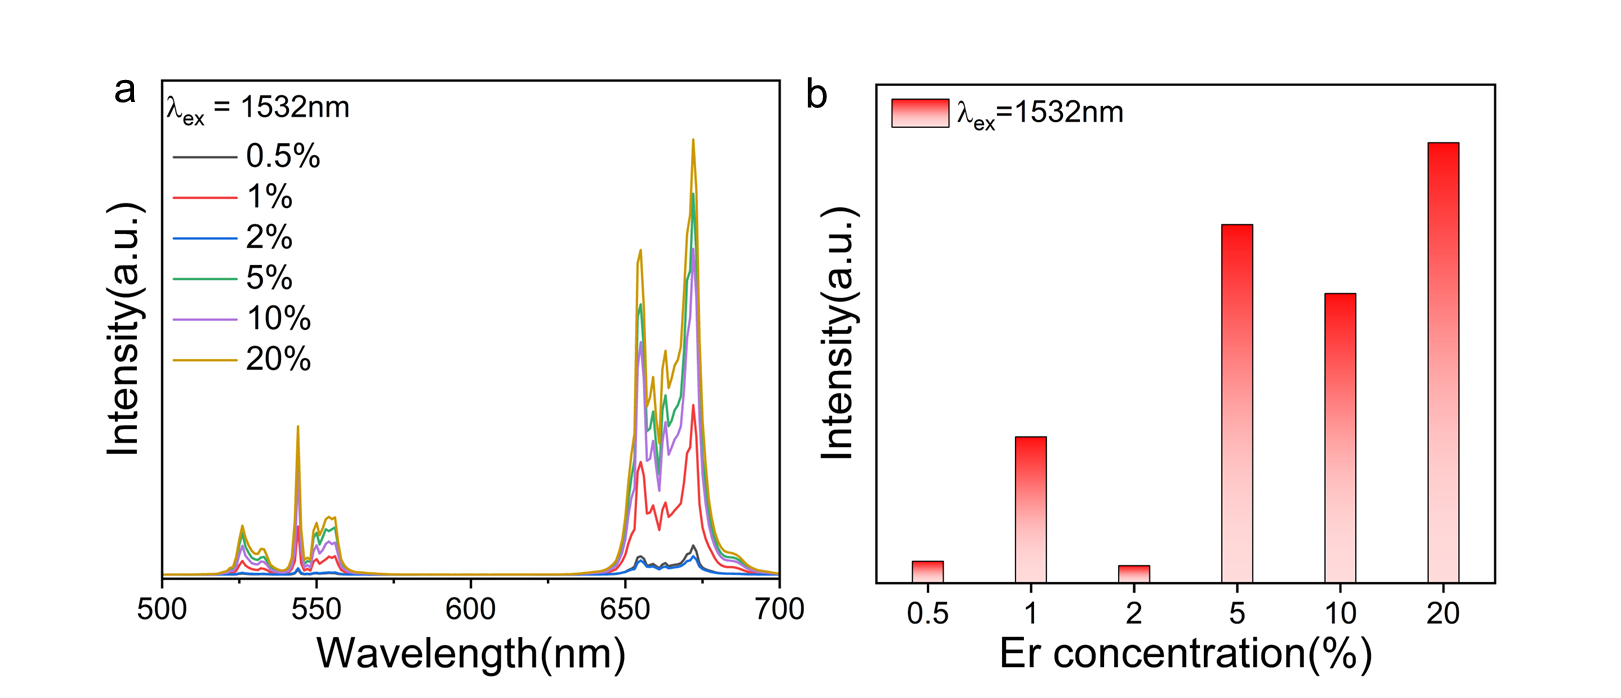 a
λex = 1532nm
0.5%
1%
2%
5%
10%
20%
Intensity(a.u.)
500 550 600 650 700
Wavelength(nm)
b
λex=1532nm
Intensity(a.u.)
0.5 1 2 5 10 20
Er concentration(%)